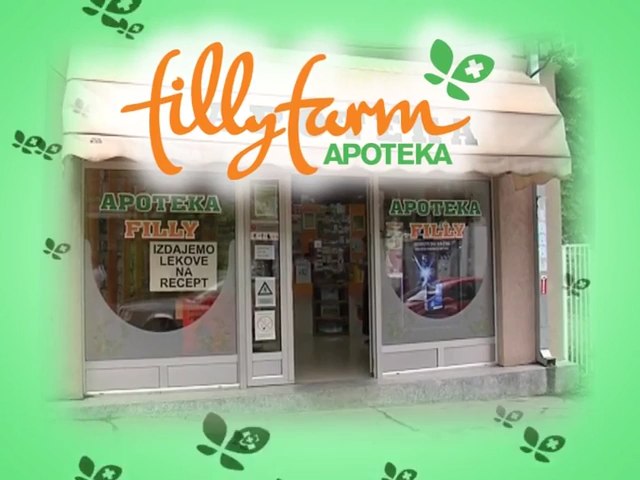 fillyfarm
APOTEKA
APOTEKA
FILLY
IZDAJEMO
LEKOVE
NA
RECEPT
APOTEKA
FILLY